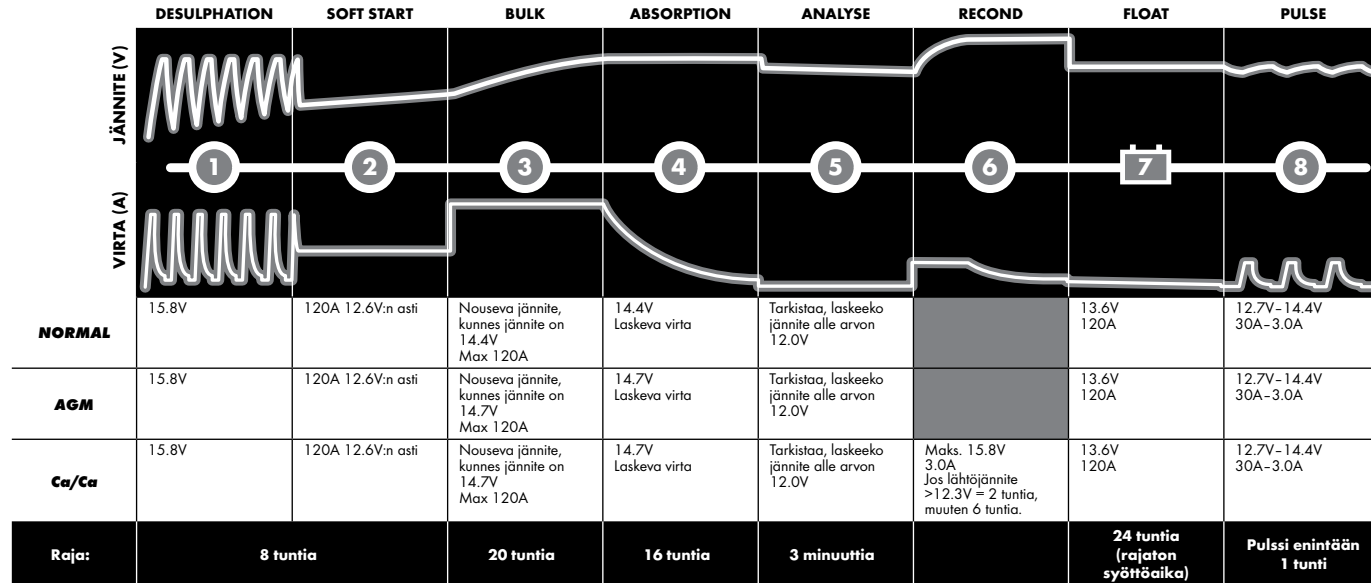 DESULPHATION SOFT START BULK ABSORPTION ANALYSE RECOND FLOAT PULSE
JÄNNITE (V)
1 2 3 4 5 6 7 8
VIRTA (A)
NORMAL
15.8V
120A 12.6V:n asti
Nouseva jännite,
kunnes jännite on
14.4V
Max 120A
14.4V
Laskeva virta
Tarkistaa, laskeeko
jännite alle arvon
12.0V
13.6V
120A
12.7V–14.4V
30A–3.0A
AGM
15.8V
120A 12.6V:n asti
Nouseva jännite,
kunnes jännite on
14.7V
Max 120A
14.7V
Laskeva virta
Tarkistaa, laskeeko
jännite alle arvon
12.0V
13.6V
120A
12.7V–14.4V
30A–3.0A
Ca/Ca
15.8V
120A 12.6V:n asti
Nouseva jännite,
kunnes jännite on
14.7V
Max 120A
14.7V
Laskeva virta
Tarkistaa, laskeeko
jännite alle arvon
12.0V
Maks. 15.8V
3.0A
Jos lähtöjännite
>12.3V = 2 tuntia,
muuten 6 tuntia.
13.6V
120A
12.7V–14.4V
30A–3.0A
Raja:
8 tuntia
20 tuntia
16 tuntia
3 minuuttia
24 tuntia
(rajaton
syöttöaika)
Pulssi enintään
1 tunti